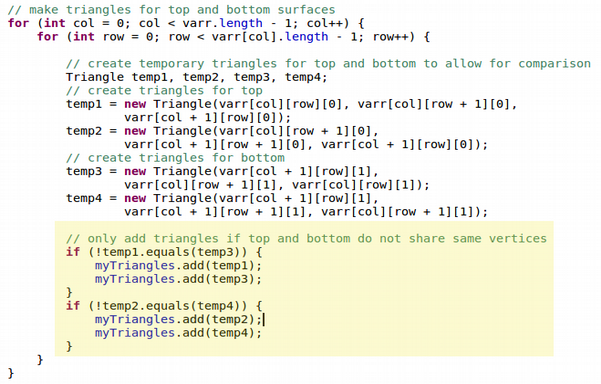 // make triangles for top and bottom surfaces
for (int col = 0; col < varr.length - 1; col++) {
for (int row = 0; row < varr[col].length - 1; row++) {
// create temporary triangles for top and bottom to allow for comparison
Triangle temp1, temp2, temp3, temp4;
// create triangles for top
temp1 = new Triangle(varr[col][row][0], varr[col][row + 1][0],
varr[col + 1][row][0]);
temp2 = new Triangle(varr[col][row + 1][0],
varr[col + 1][row + 1][0], varr[col + 1][row][0]);
// create triangles for bottom
temp3 = new Triangle(varr[col + 1][row][1],
varr[col][row + 1][1], varr[col][row][1]);
temp4 = new Triangle(varr[col + 1][row][1],
varr[col + 1][row + 1][1], varr[col][row + 1][1]);
// only add triangles if top and bottom do not share same vertices
if (!temp1.equals(temp3)) {
myTriangles.add(temp1);
myTriangles.add(temp3);
}
if (!temp2.equals(temp4)) {
myTriangles.add(temp2);
myTriangles.add(temp4);
}
}
}